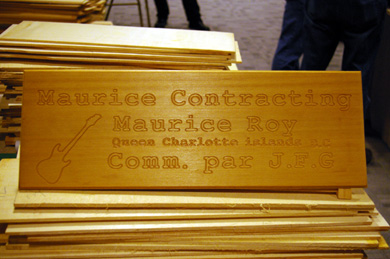 Maurice Contracting
Maurice Roy
Queen Charlotte islands B.C
Comm. par J.F.G